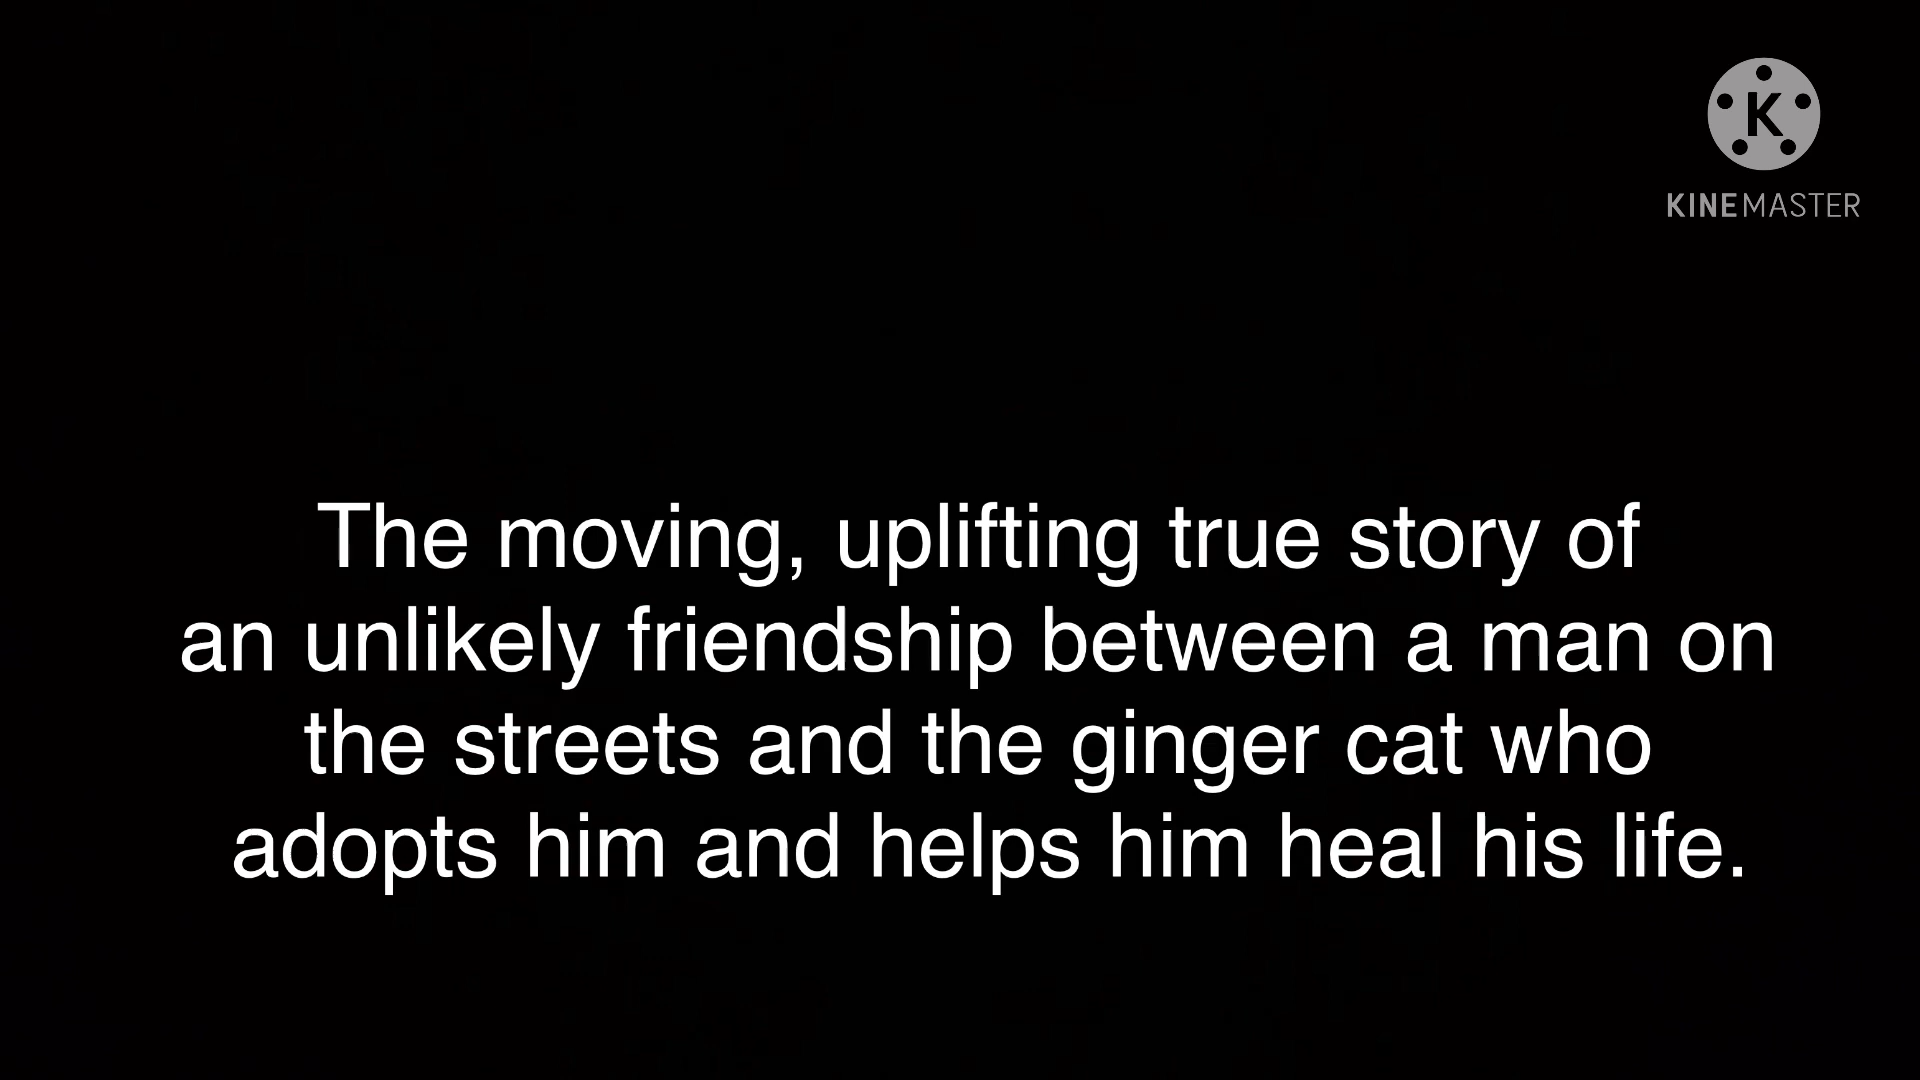 K
KINEMASTER
The moving, uplifting true story of
an unlikely friendship between a man on
the streets and the ginger cat who
adopts him and helps him heal his life.